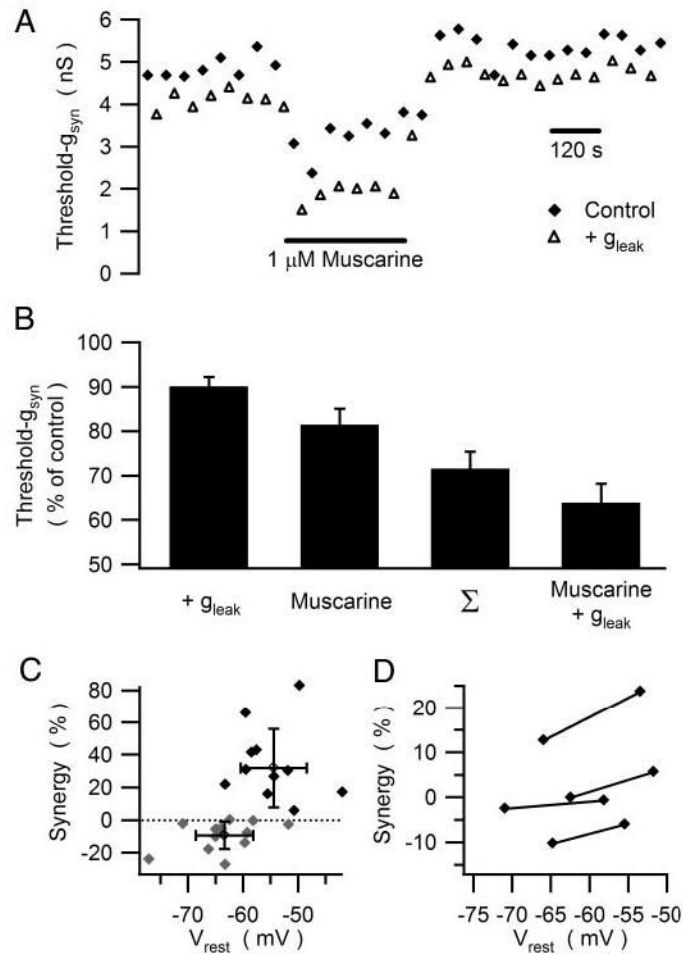 A
Threshold-gsyn ( nS )
6
5
4
3
2
1
0
120 s
Control
+ gleak
1 μM Muscarine
B
Threshold-gsyn
( % of control )
100
90
80
70
60
50
+ gleak
Muscarine
Σ
Muscarine
+ gleak
C
Synergy ( % )
80
60
40
20
0
-20
-70 -60 -50
Vrest ( mV )
D
Synergy ( % )
20
10
0
-10
-75 -70 -65 -60 -55 -50
Vrest ( mV )